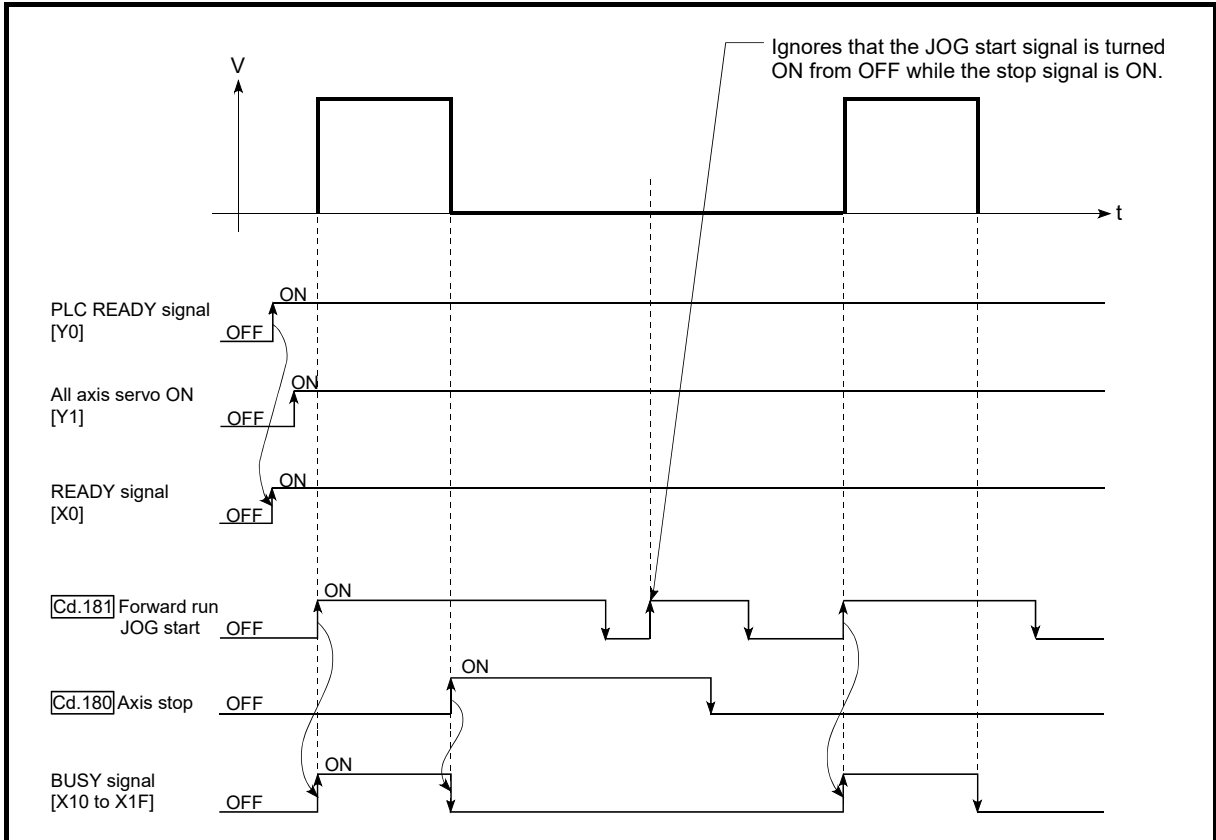 Ignores that the JOG start signal is turned
ON from OFF while the stop signal is ON.
V
t
ON
PLC READY signal
[Y0]
OFF
ON
All axis servo ON
[Y1]
OFF
ON
READY signal
[X0]
OFF
ON
Cd.181 Forward run
JOG start
OFF
ON
Cd.180 Axis stop
OFF
ON
BUSY signal
[X10 to X1F]
OFF